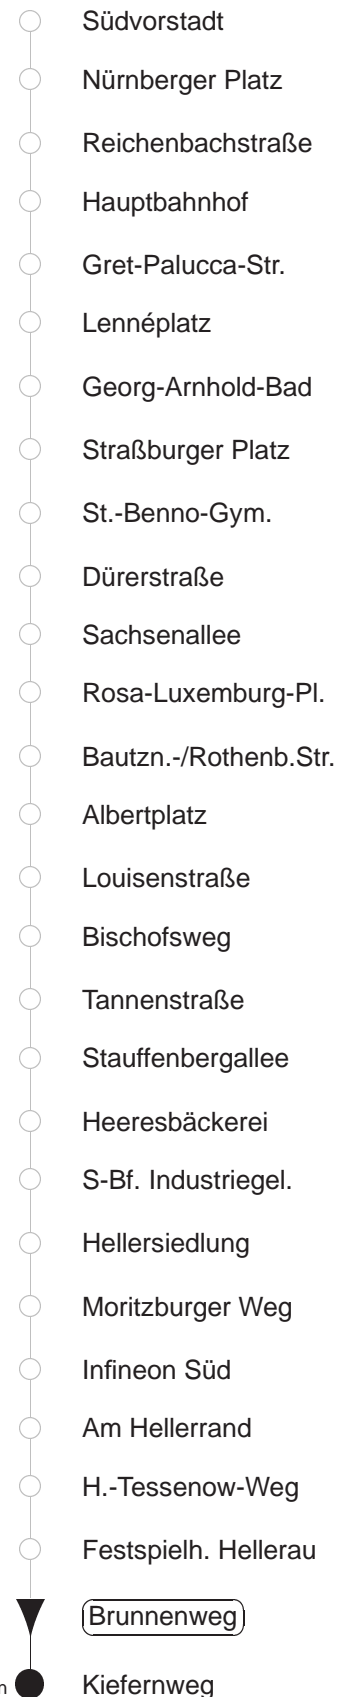 Südvorstadt
Nürnberger Platz
Reichenbachstraße
Hauptbahnhof
Gret-Palucca-Str.
Lennéplatz
Georg-Arnhold-Bad
Straßburger Platz
St.-Benno-Gym.
Dürerstraße
Sachsenallee
Rosa-Luxemburg-Pl.
Bautzn.-/Rothenb.Str.
Albertplatz
Louisenstraße
Bischofsweg
Tannenstraße
Stauffenbergallee
Heeresbäckerei
S-Bf. Industriegel.
Hellersiedlung
Moritzburger Weg
Infineon Süd
Am Hellerrand
H.-Tessenow-Weg
Festspielh. Hellerau
Brunnenweg
Kiefernweg